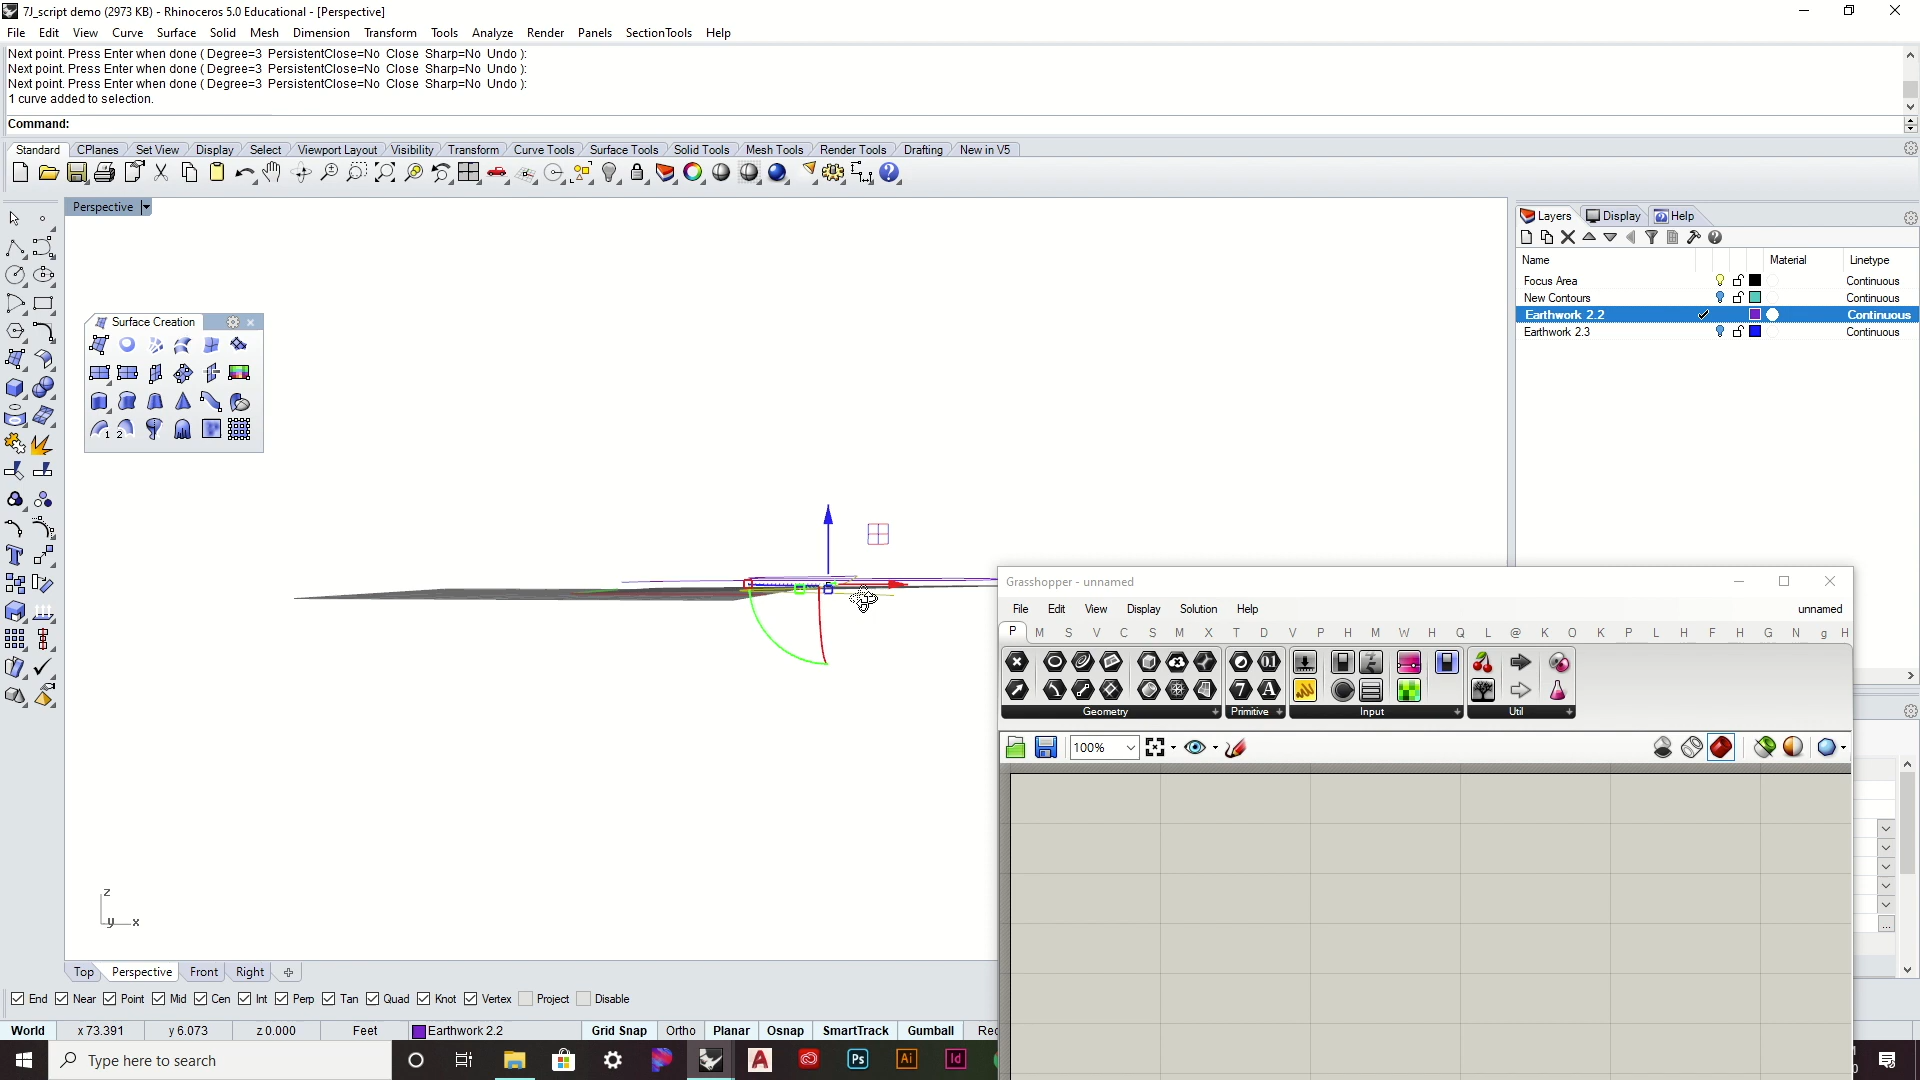 7J_script demo (2973 KB) - Rhinoceros 5.0 Educational - [Perspective]
File Edit View Curve Surface Solid Mesh Dimension Transform Tools Analyze Render Panels SectionTools Help
Next point. Press Enter when done ( Degree=3 PersistentClose=No Close Sharp=No Undo ):
Next point. Press Enter when done ( Degree=3 PersistentClose=No Close Sharp=No Undo ):
Next point. Press Enter when done ( Degree=3 PersistentClose=No Close Sharp=No Undo ):
1 curve added to selection.
Command:
Standard CPlanes Set View Display Select Viewport Layout Visibility Transform Curve Tools Surface Tools Solid Tools Mesh Tools Render Tools Drafting New in V5
Perspective
Layers Display Help
Name Material Linetype
Focus Area Continuous
New Contours Continuous
Earthwork 2.2 Continuous
Earthwork 2.3 Continuous
Surface Creation
1 2
Grasshopper - unnamed
File Edit View Display Solution Help unnamed
P M S V C S M X T D V P H M W H Q L @ K O K P L H F H G N g H
Geometry Primitive Input Util
100%
z
y x
Top Perspective Front Right
End Near Point Mid Cen Int Perp Tan Quad Knot Vertex Project Disable
World x 73.391 y 6.073 z 0.000 Feet Earthwork 2.2 Grid Snap Ortho Planar Osnap SmartTrack Gumball Rec
Type here to search
Ps Ai Id